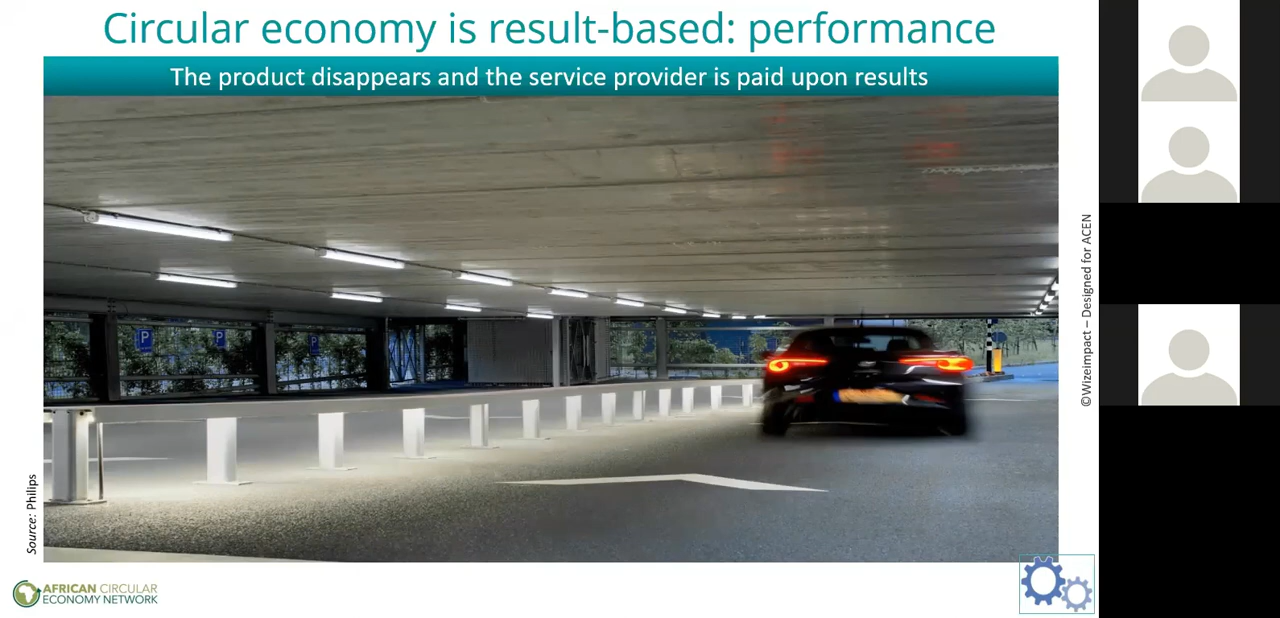 Circular economy is result-based: performance
The product disappears and the service provider is paid upon results
P
P
P
©Wizeimpact – Designed for ACEN
Source: Philips
AFRICAN CIRCULAR
ECONOMY NETWORK